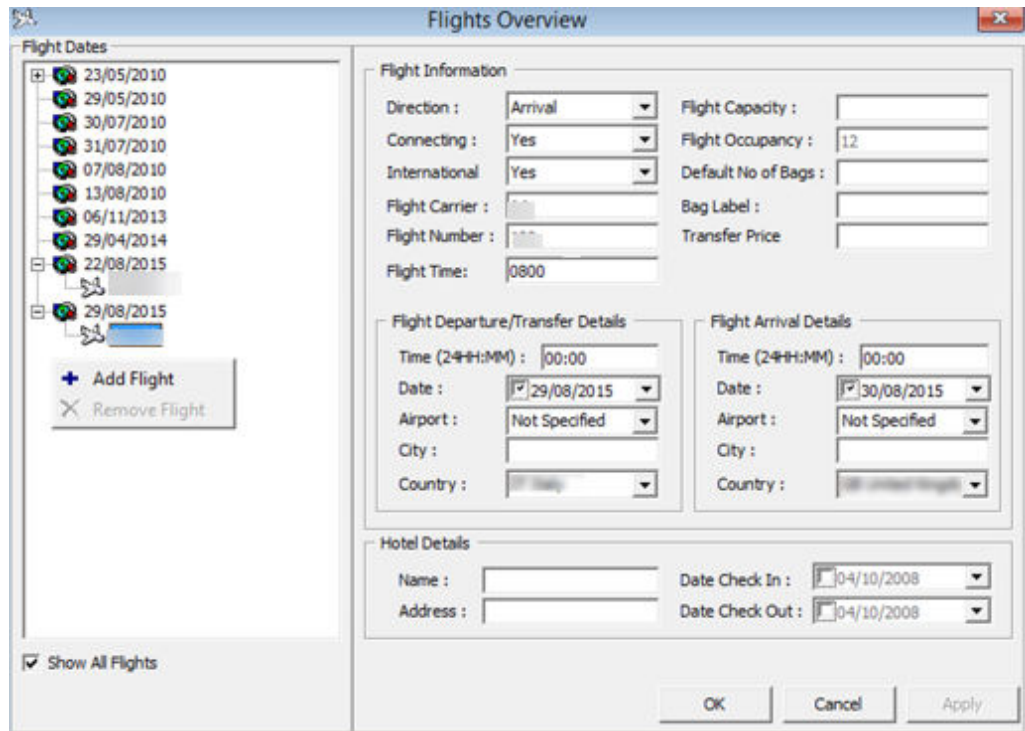 Flights Overview
Flight Dates
23/05/2010
29/05/2010
30/07/2010
31/07/2010
07/08/2010
13/08/2010
06/11/2013
29/04/2014
22/08/2015
29/08/2015
Add Flight
Remove Flight
Show All Flights
Flight Information
Direction : Arrival
Connecting : Yes
International Yes
Flight Carrier :
Flight Number :
Flight Time: 0800
Flight Capacity :
Flight Occupancy : 12
Default No of Bags :
Bag Label :
Transfer Price
Flight Departure/Transfer Details
Time (24HH:MM) : 00:00
Date : 29/08/2015
Airport : Not Specified
City :
Country : IT Italy
Flight Arrival Details
Time (24HH:MM) : 00:00
Date : 30/08/2015
Airport : Not Specified
City :
Country :
Hotel Details
Name :
Address :
Date Check In : 04/10/2008
Date Check Out : 04/10/2008
OK Cancel Apply